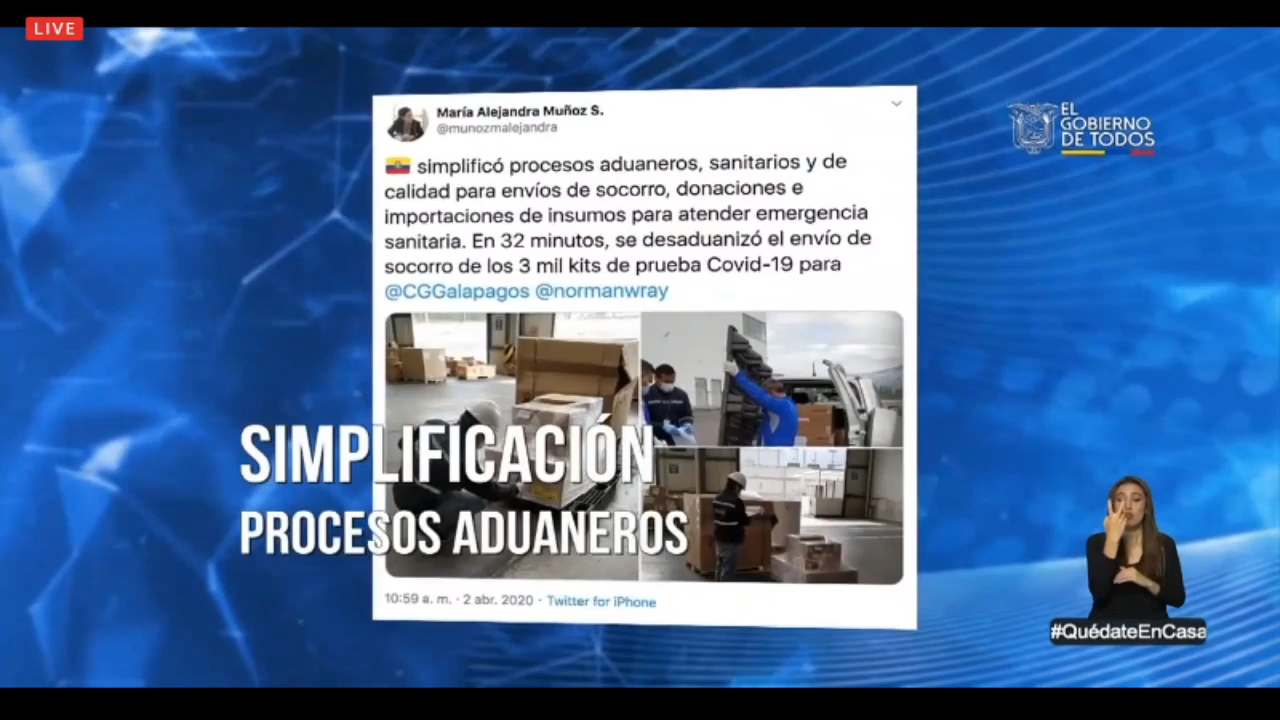 LIVE
María Alejandra Muñoz S.
@munozmalejandra
simplificó procesos aduaneros, sanitarios y de
calidad para envíos de socorro, donaciones e
importaciones de insumos para atender emergencia
sanitaria. En 32 minutos, se desaduanizó el envío de
socorro de los 3 mil kits de prueba Covid-19 para
@CGGalapagos @normanwray
EL
GOBIERNO
DE TODOS
SIMPLIFICACIÓN
PROCESOS ADUANEROS
10:59 a. m. · 2 abr. 2020 · Twitter for iPhone
#QuédateEnCasa